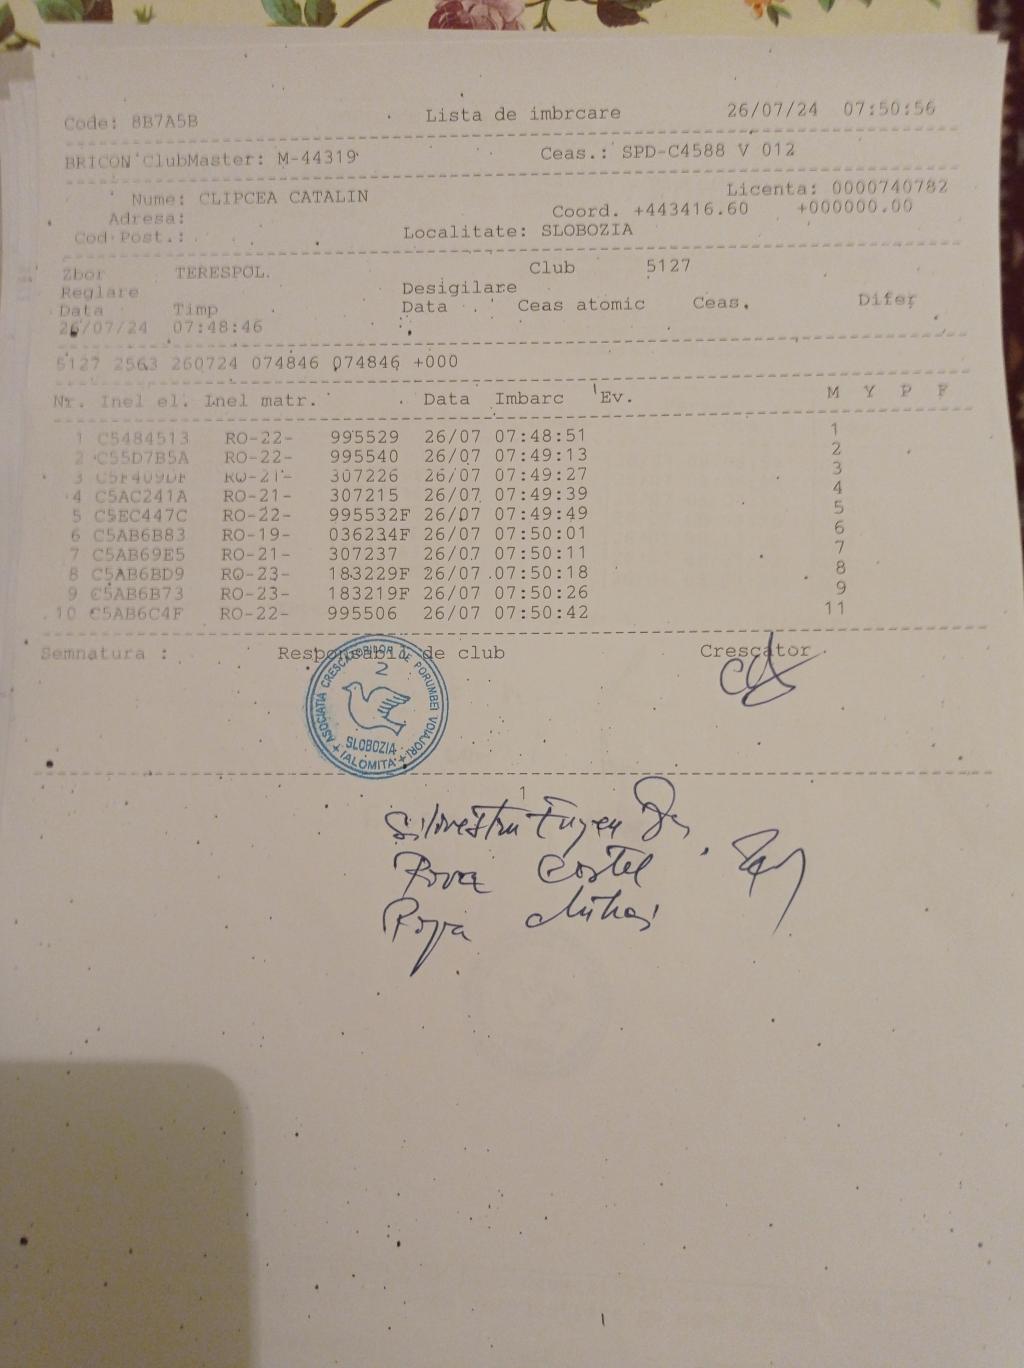 Code: 8B7A5B Lista de imbrcare 26/07/24 07:50:56
BRICON ClubMaster: M-44319 Ceas.: SPD-C4588 V 012
Nume: CLIPCEA CATALIN Licenta: 0000740782
Adresa: Coord. +443416.60 +000000.00
Cod Post.: Localitate: SLOBOZIA
Zbor TERESPOL. Club 5127
Reglare Desigilare
Data Timp Data Ceas atomic Ceas. Difer
26/07/24 07:48:46
5127 2563 260724 074846 074846 +000
Nr. Inel el. Inel matr. Data Imbarc Ev. M Y P F
1 C5484513 RO-22- 995529 26/07 07:48:51 1
2 C55D7B5A RO-22- 995540 26/07 07:49:13 2
3 C5F409DF RO-21- 307226 26/07 07:49:27 3
4 C5AC241A RO-21- 307215 26/07 07:49:39 4
5 C5EC447C RO-22- 995532F 26/07 07:49:49 5
6 C5AB6B83 RO-19- 036234F 26/07 07:50:01 6
7 C5AB69E5 RO-21- 307237 26/07 07:50:11 7
8 C5AB6BD9 RO-23- 183229F 26/07 07:50:18 8
9 C5AB6B73 RO-23- 183219F 26/07 07:50:26 9
10 C5AB6C4F RO-22- 995506 26/07 07:50:42 11
Semnatura : Responsabil de club Crescator
ASOCIATIA CRESCATORILOR DE PORUMBEI VOIAJORI
2
SLOBOZIA
IALOMITA
1
Silvestru Eugen
Costel
Popa Mihai